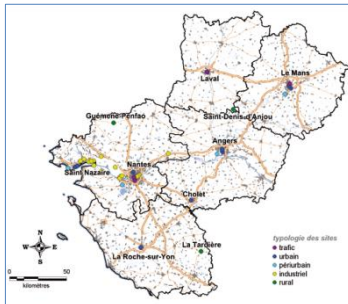 Laval
Le Mans
Guémené-Penfao
Saint-Denis d'Anjou
Angers
Nantes
Saint Nazaire
Cholet
La Roche-sur-Yon
La Tardière
N
W E
S
0 50
kilomètres
typologie des sites
trafic
urbain
périurbain
industriel
rural